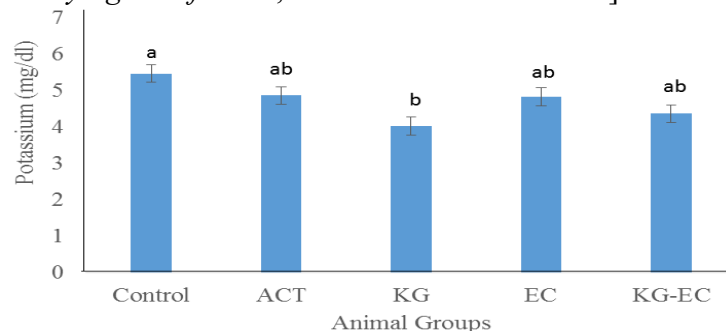 7
a
6
ab
ab
ab
b
5
4
3
2
1
0
Potassium (mg/dl)
Control ACT KG EC KG-EC
Animal Groups